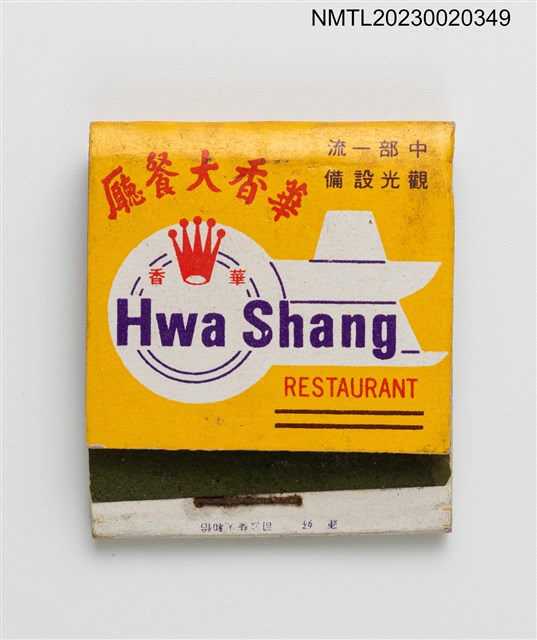 NMTL20230020349
中部一流
觀光設備
華香大餐廳
華香
Hwa Shang
RESTAURANT